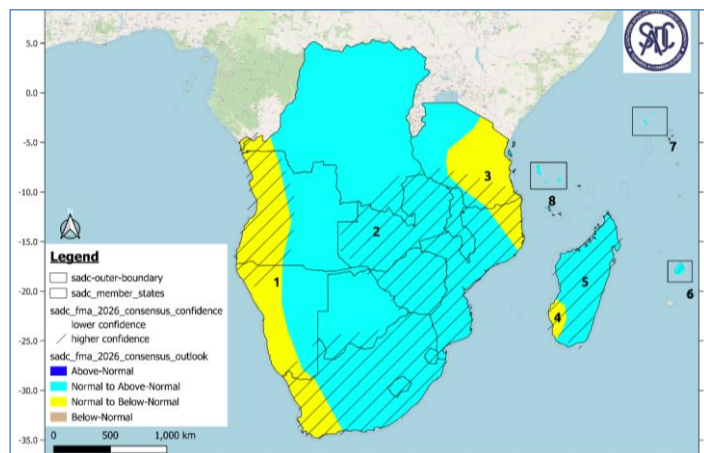 5.0
0.0
-5.0
-10.0
-15.0
-20.0
-25.0
-30.0
-35.0
SADC
1
2
3
4
5
6
7
8
Legend
sadc-outer-boundary
sadc_member_states
sadc_fma_2026_consensus_confidence
lower confidence
higher confidence
sadc_fma_2026_consensus_outlook
Above-Normal
Normal to Above-Normal
Normal to Below-Normal
Below-Normal
0 500 1,000 km